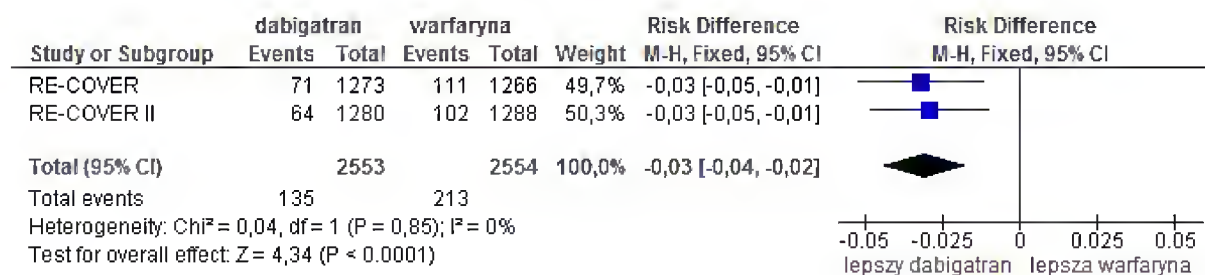 dabigatran warfaryna Risk Difference Risk Difference
Study or Subgroup Events Total Events Total Weight M-H, Fixed, 95% CI M-H, Fixed, 95% CI
RE-COVER 71 1273 111 1266 49,7% -0,03 [-0,05, -0,01]
RE-COVER II 64 1280 102 1288 50,3% -0,03 [-0,05, -0,01]
Total (95% CI) 2553 2554 100,0% -0,03 [-0,04, -0,02]
Total events 135 213
Heterogeneity: Chi² = 0,04, df = 1 (P = 0,85); I² = 0%
Test for overall effect: Z = 4,34 (P < 0.0001)
-0.05 -0.025 0 0.025 0.05
lepszy dabigatran lepsza warfaryna